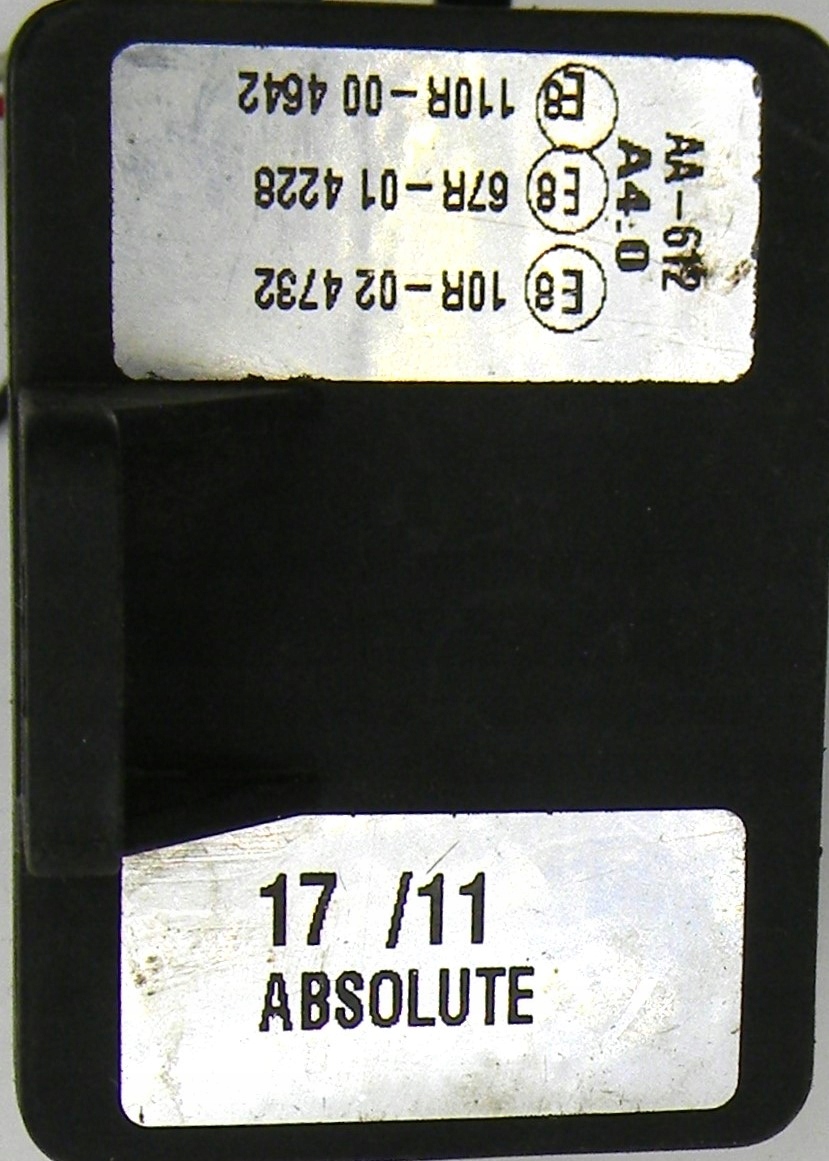 AA-612
A4.0
E8 10R-02 4732
E8 67R-01 4228
E8 110R-00 4642
17 /11
ABSOLUTE